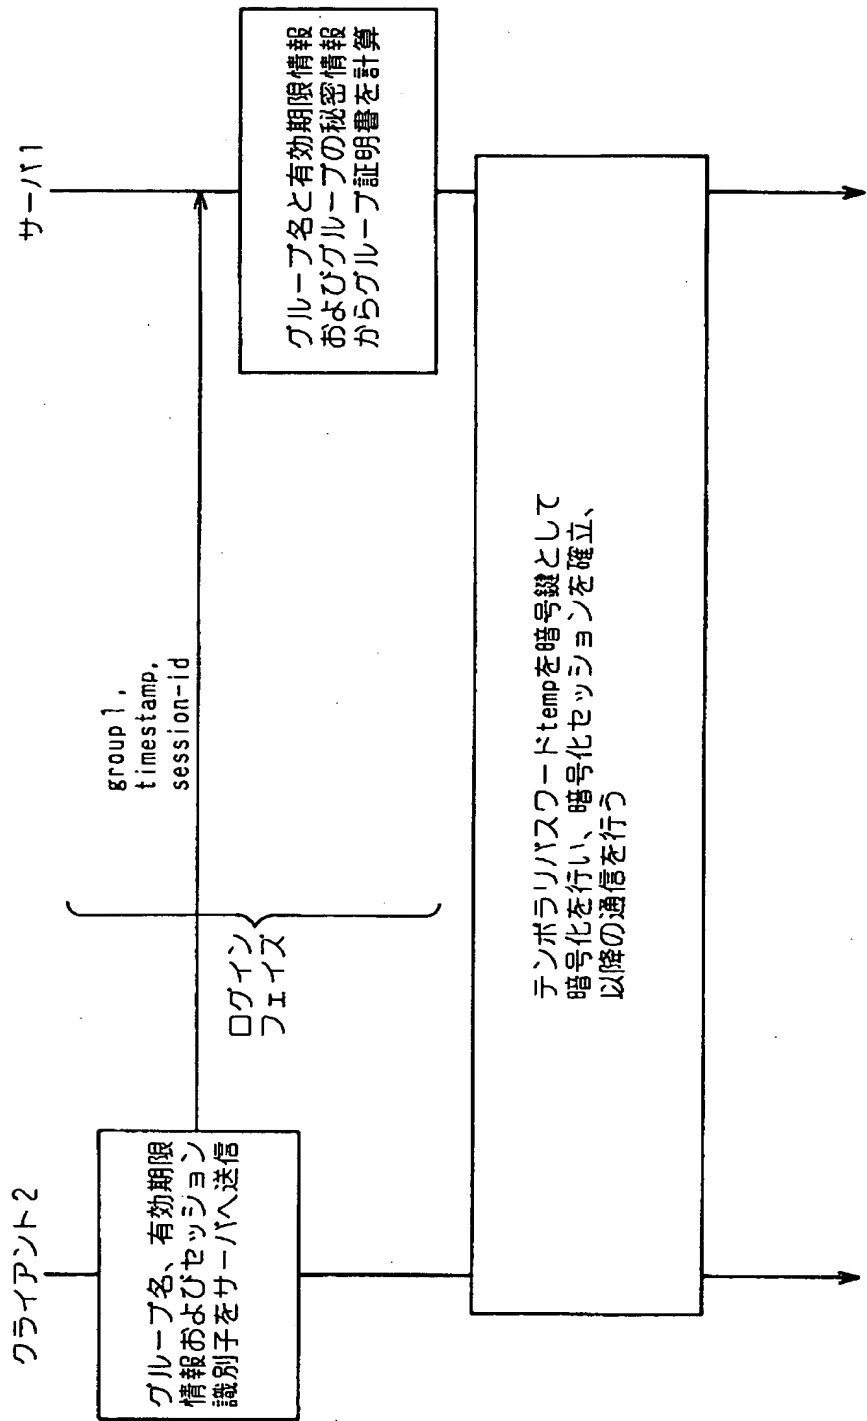 クライアント2
サーバ1
グループ名、有効期限
情報およびセッション
識別子をサーバへ送信
group1,
timestamp,
session-id
ログイン
フェイズ
グループ名と有効期限情報
およびグループの秘密情報
からグループ証明書を計算
テンポラリパスワードtempを暗号鍵として
暗号化を行い、暗号化セッションを確立、
以降の通信を行う